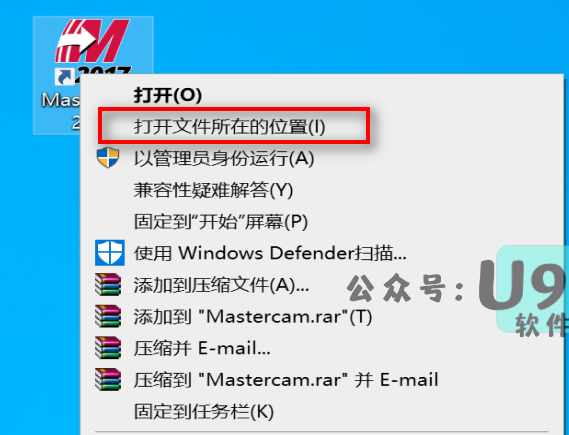 2017
Mas
2
打开(O)
打开文件所在的位置(I)
以管理员身份运行(A)
兼容性疑难解答(Y)
固定到"开始"屏幕(P)
使用 Windows Defender扫描...
添加到压缩文件(A)...
公众号：U9
软件
添加到 "Mastercam.rar"(T)
压缩并 E-mail...
压缩到 "Mastercam.rar" 并 E-mail
固定到任务栏(K)